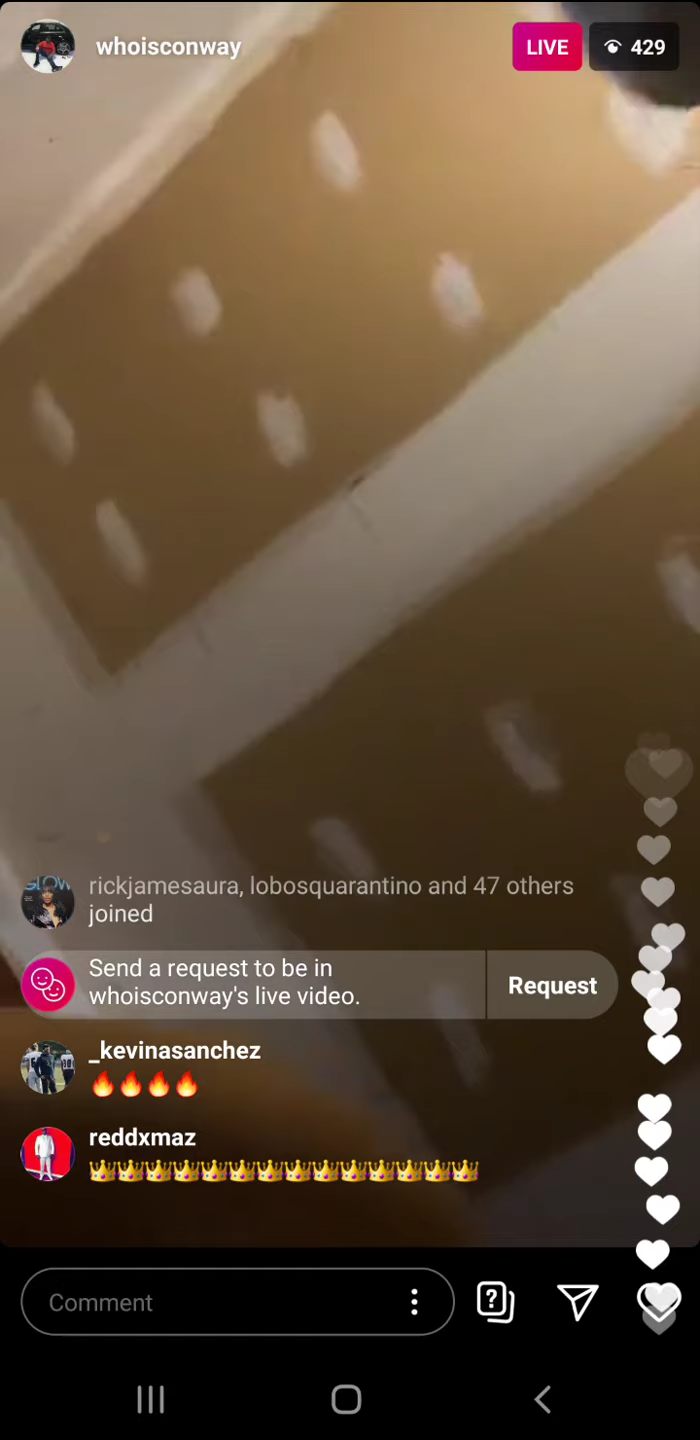 whoisconway
LIVE
429
GLOW
rickjamesaura, lobosquarantino and 47 others
joined
Send a request to be in
whoisconway's live video.
Request
_kevinasanchez
🔥🔥🔥🔥
reddxmaz
👑👑👑👑👑👑👑👑👑👑👑👑👑👑
Comment